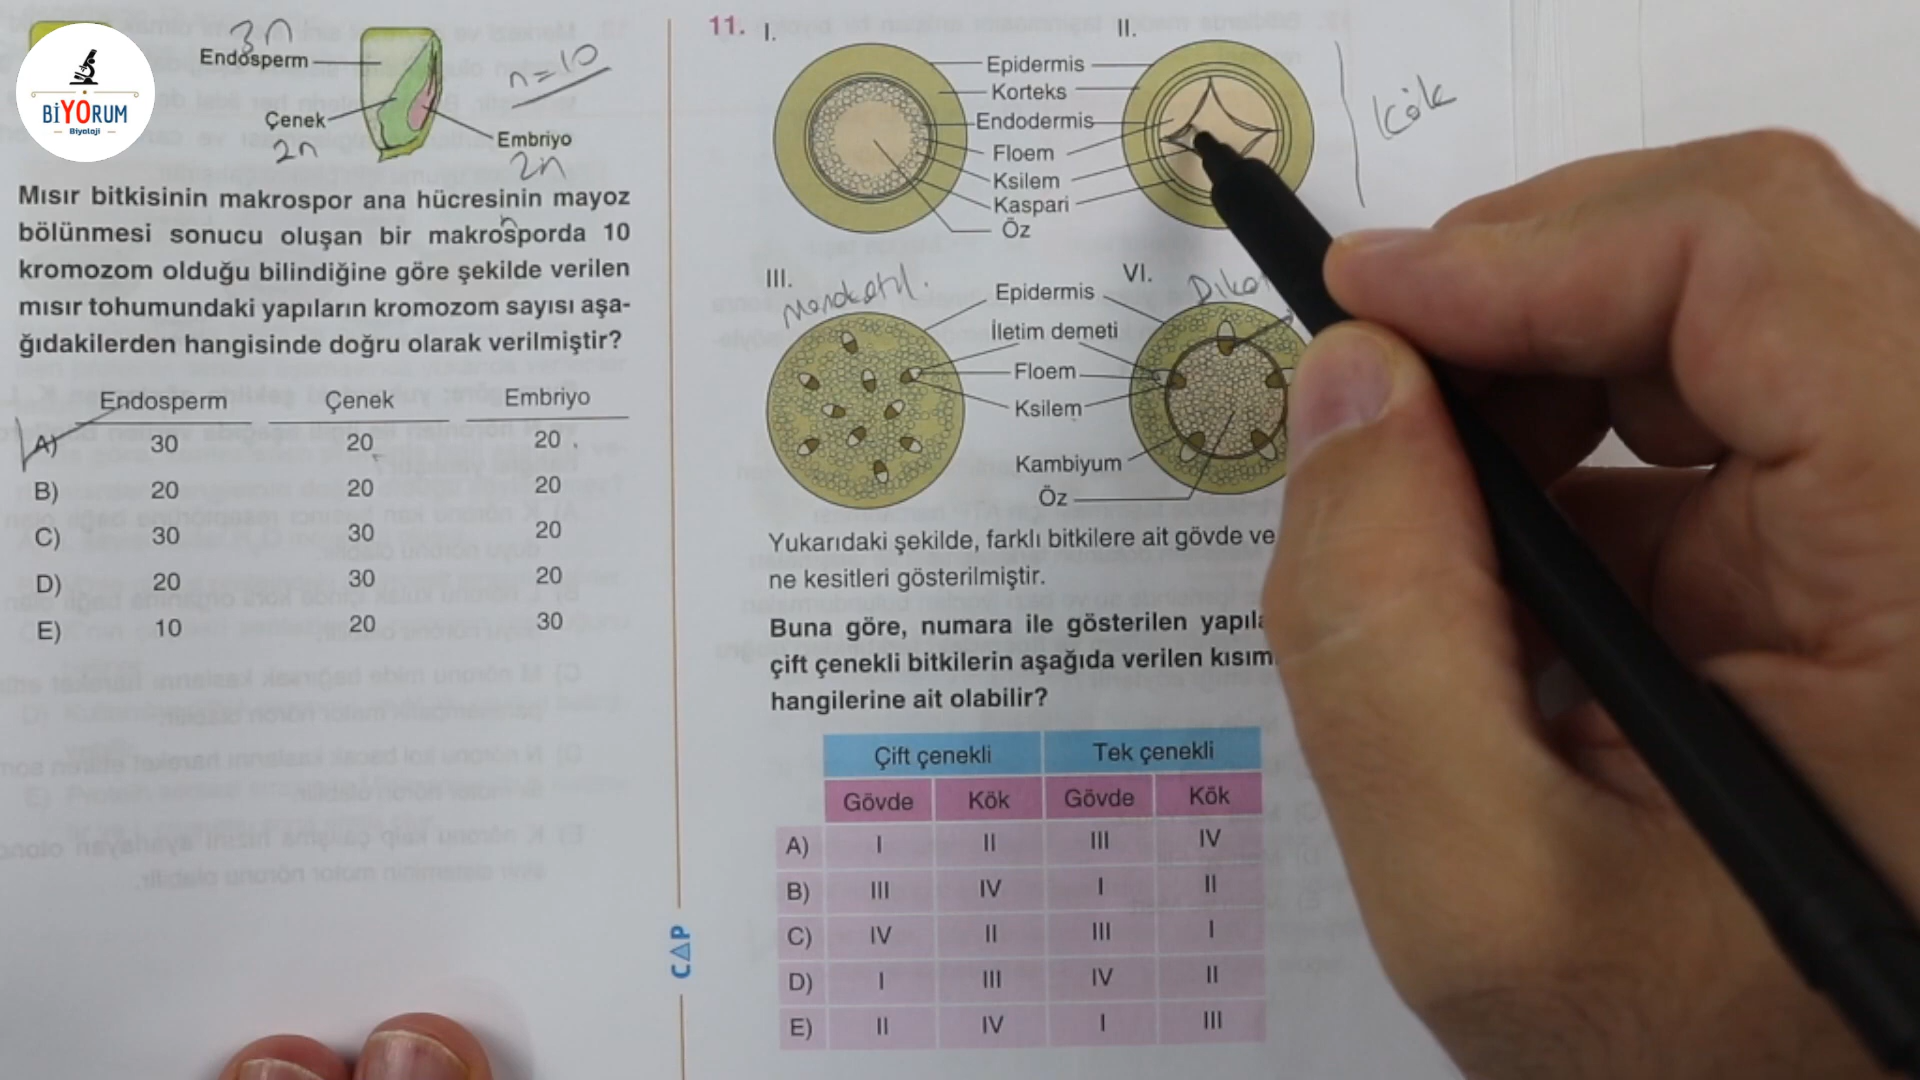 BiYORUM
Biyoloji
3n
Endosperm
n=10
Çenek
2n
Embriyo
2n
Mısır bitkisinin makrospor ana hücresinin mayoz
n
bölünmesi sonucu oluşan bir makrosporda 10
kromozom olduğu bilindiğine göre şekilde verilen
mısır tohumundaki yapıların kromozom sayısı aşa-
ğıdakilerden hangisinde doğru olarak verilmiştir?
Endosperm Çenek Embriyo
A) 30 20 20
B) 20 20 20
C) 30 30 20
D) 20 30 20
E) 10 20 30
CAP
11. I. II.
Epidermis
Korteks
Endodermis
Floem
Ksilem
Kaspari
Öz
Kök
III. VI.
Epidermis
İletim demeti
Floem
Ksilem
Kambiyum
Öz
Yukarıdaki şekilde, farklı bitkilere ait gövde ve
ne kesitleri gösterilmiştir.
Buna göre, numara ile gösterilen
çift çenekli bitkilerin aşağıda verilen
hangilerine ait olabilir?
Çift çenekli Tek çenekli
Gövde Kök Gövde Kök
A) I II III IV
B) III IV I II
C) IV II III I
D) I III IV II
E) II IV I III